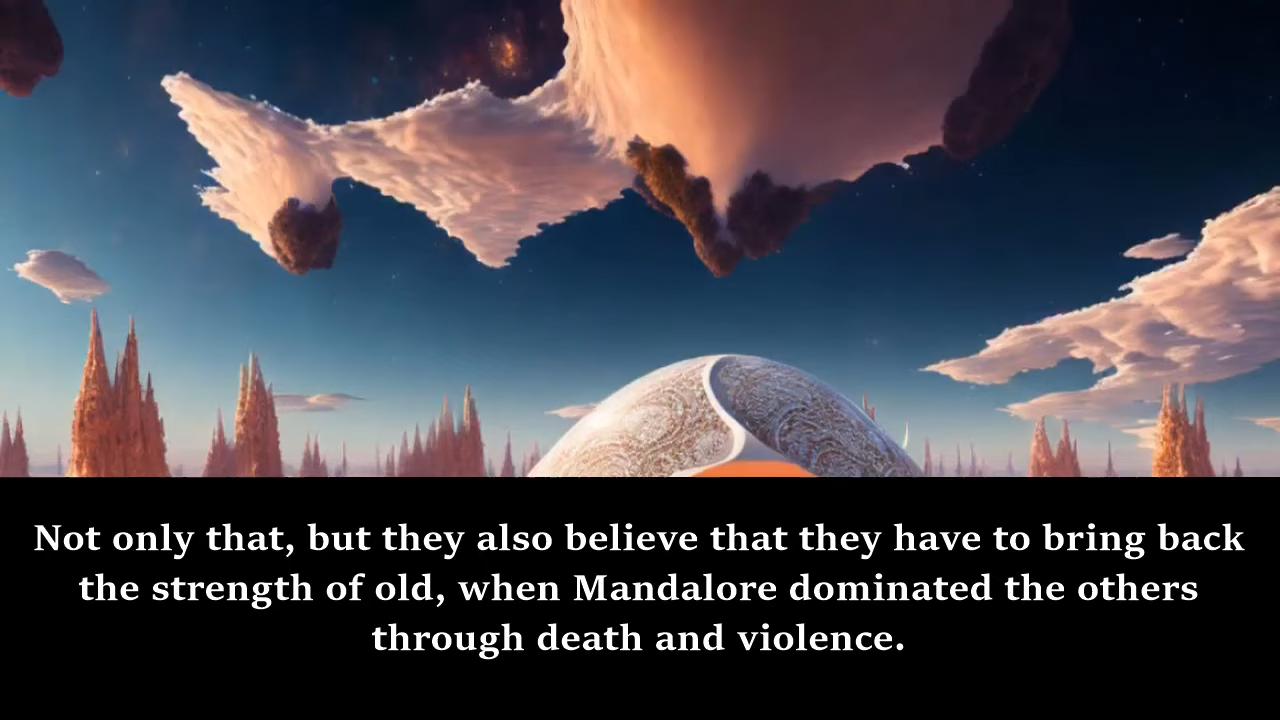 Not only that, but they also believe that they have to bring back
the strength of old, when Mandalore dominated the others
through death and violence.